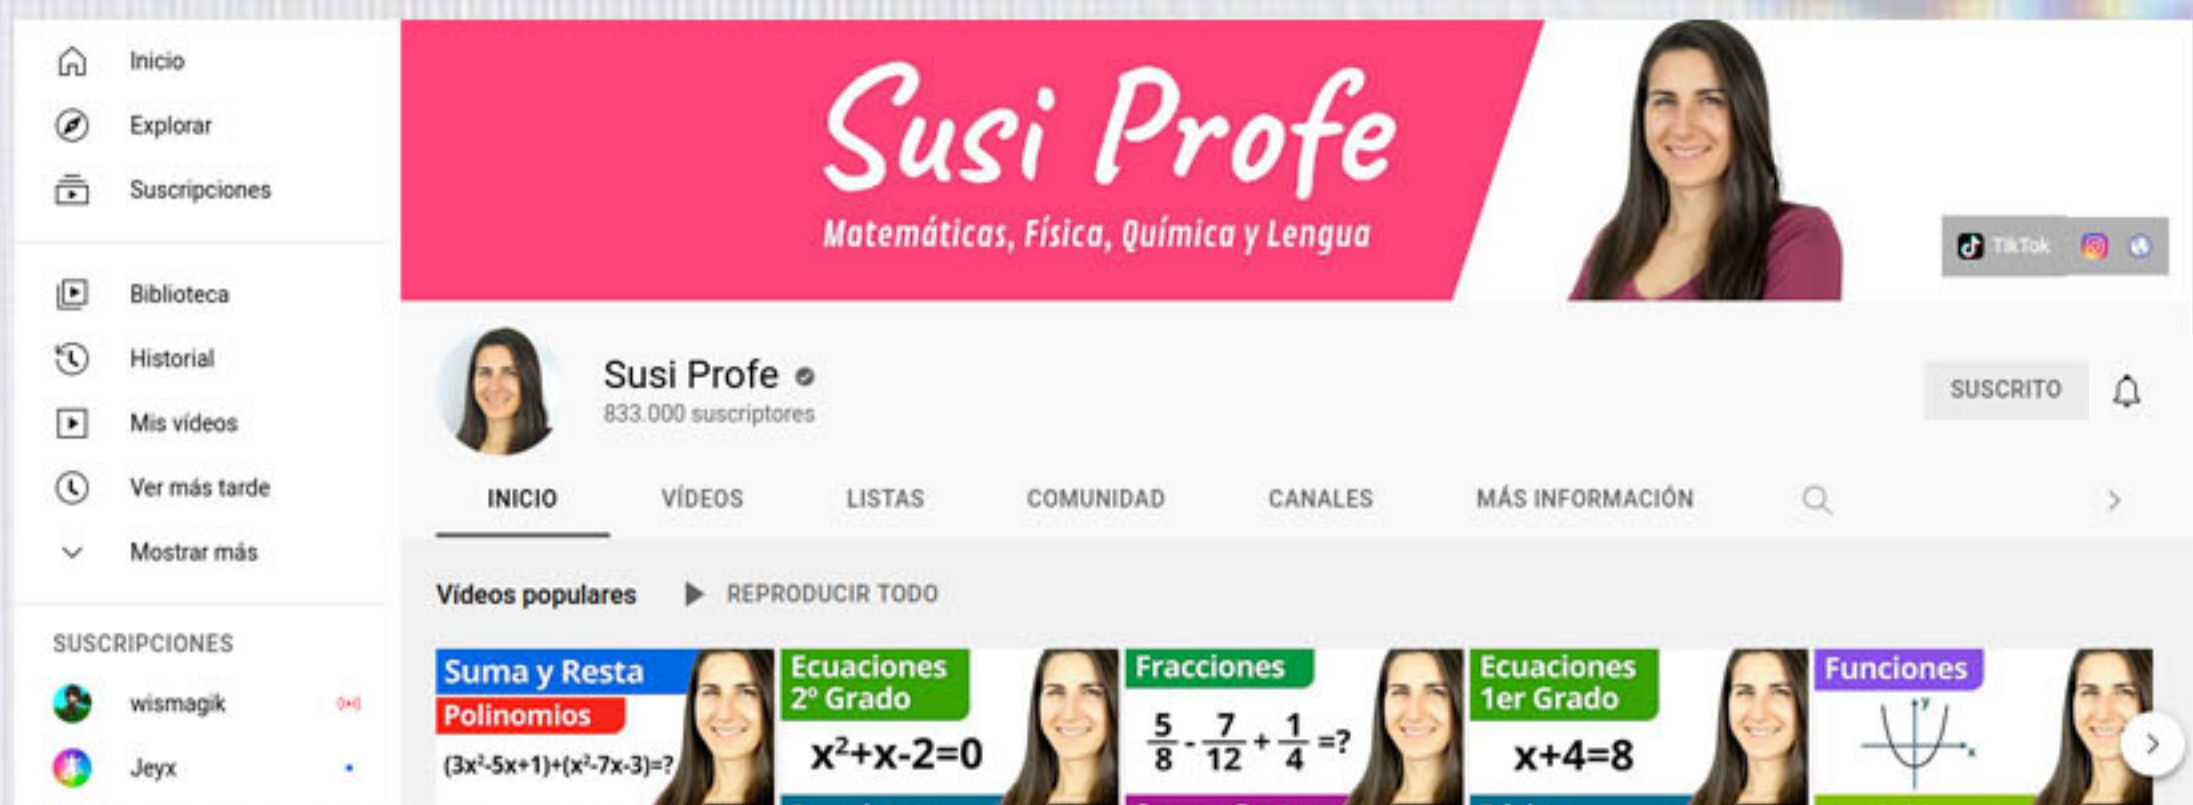 Inicio
Explorar
Suscripciones
Biblioteca
Historial
Mis vídeos
Ver más tarde
Mostrar más
SUSCRIPCIONES
wismagik
Jeyx
Susi Profe
Matemáticas, Física, Química y Lengua
TikTok
Susi Profe
833.000 suscriptores
SUSCRITO
INICIO VÍDEOS LISTAS COMUNIDAD CANALES MÁS INFORMACIÓN
Vídeos populares REPRODUCIR TODO
Suma y Resta
Polinomios
(3x²-5x+1)+(x²-7x-3)=?
Ecuaciones
2º Grado
x²+x-2=0
Fracciones
5/8 - 7/12 + 1/4 =?
Ecuaciones
1er Grado
x+4=8
Funciones
y
x